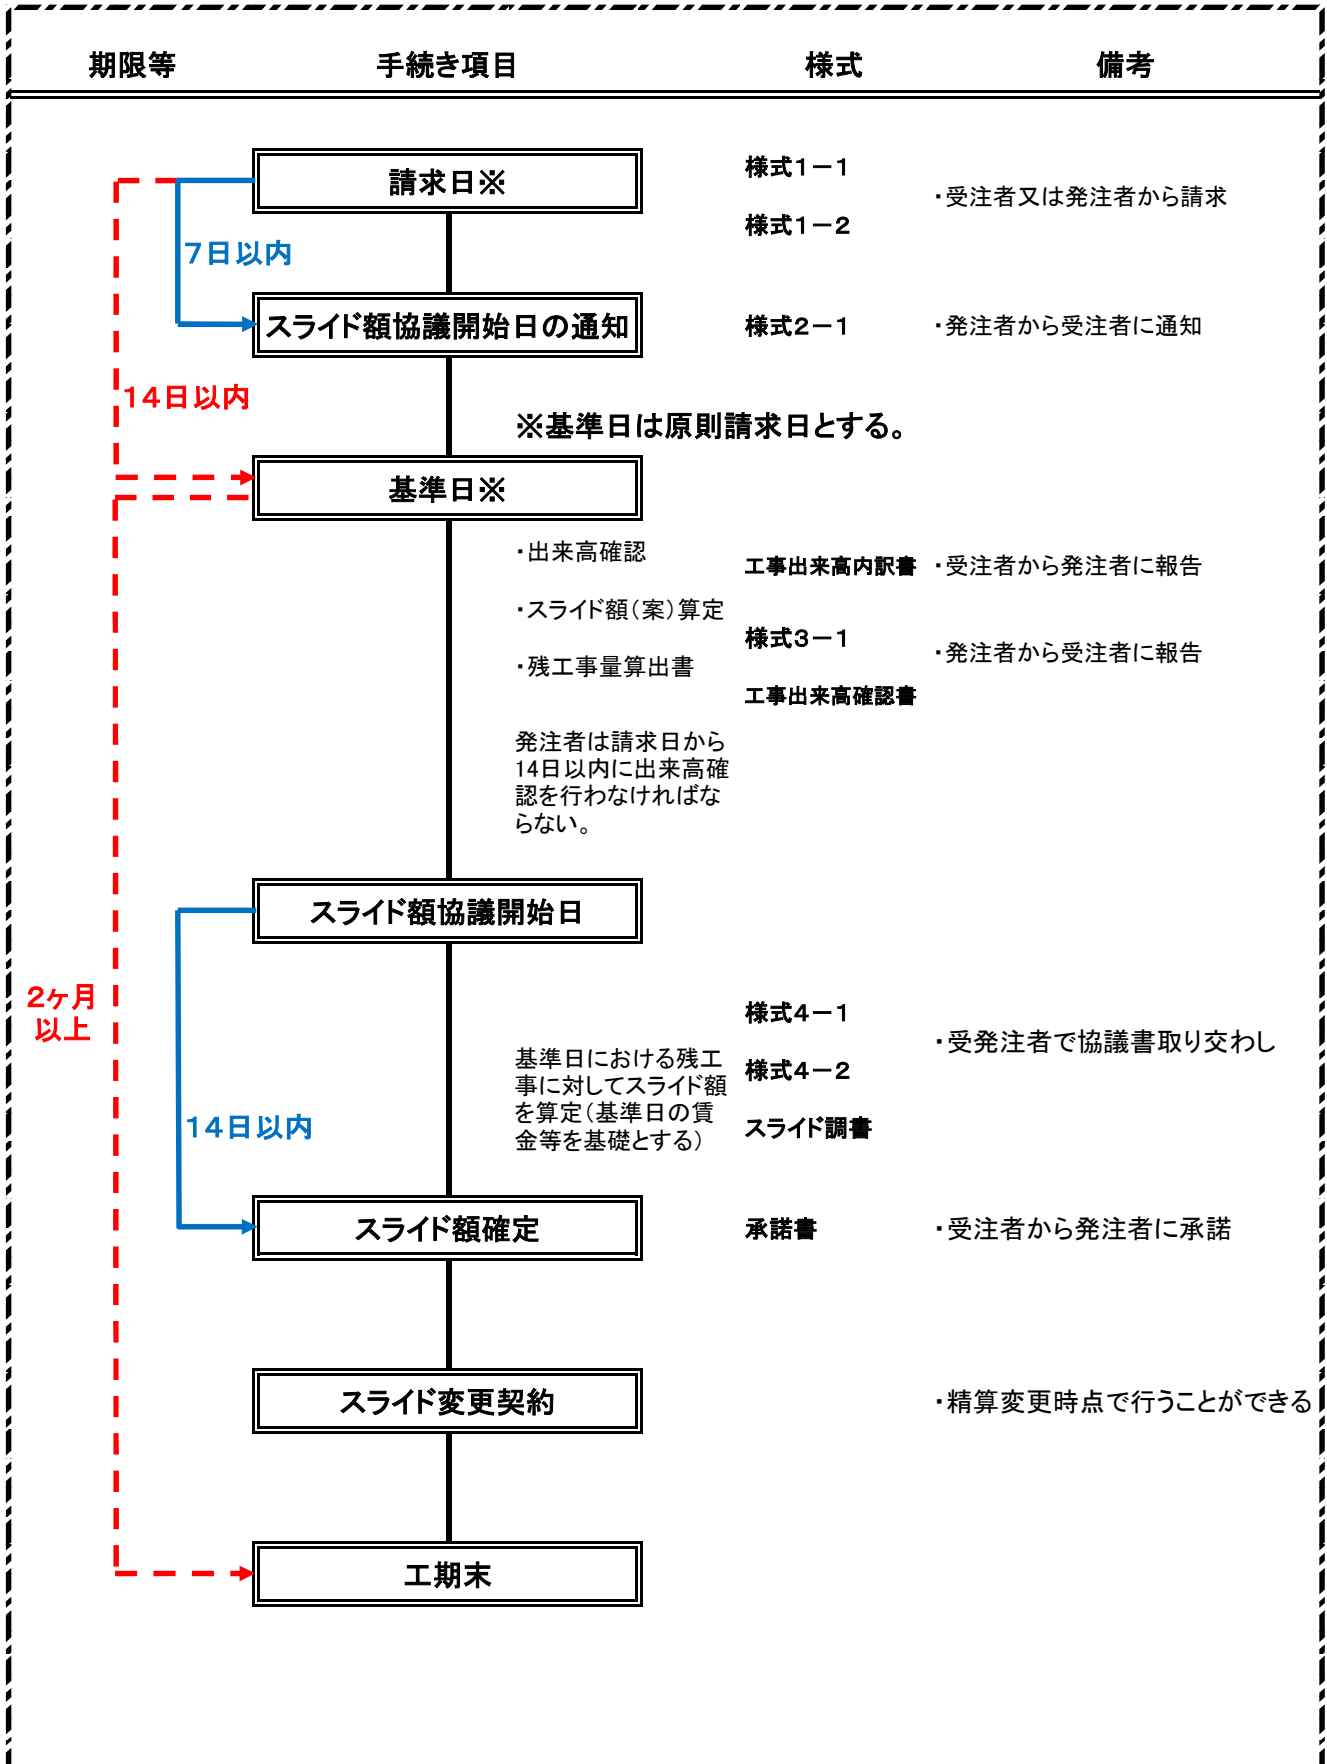 期限等 手続き項目 様式 備考
請求日※
様式１－１
様式１－２
・受注者又は発注者から請求
７日以内
スライド額協議開始日の通知
様式２－１
・発注者から受注者に通知
１４日以内
※基準日は原則請求日とする。
基準日※
・出来高確認
工事出来高内訳書
・受注者から発注者に報告
・スライド額（案）算定
様式３－１
・発注者から受注者に報告
・残工事量算出書
工事出来高確認書
発注者は請求日から
14日以内に出来高確
認を行わなければな
らない。
スライド額協議開始日
２ヶ月
以上
様式４－１
・受発注者で協議書取り交わし
基準日における残工
事に対してスライド額
を算定（基準日の賃
金等を基礎とする）
様式４－２
スライド調書
１４日以内
スライド額確定
承諾書
・受注者から発注者に承諾
スライド変更契約
・精算変更時点で行うことができる
工期末